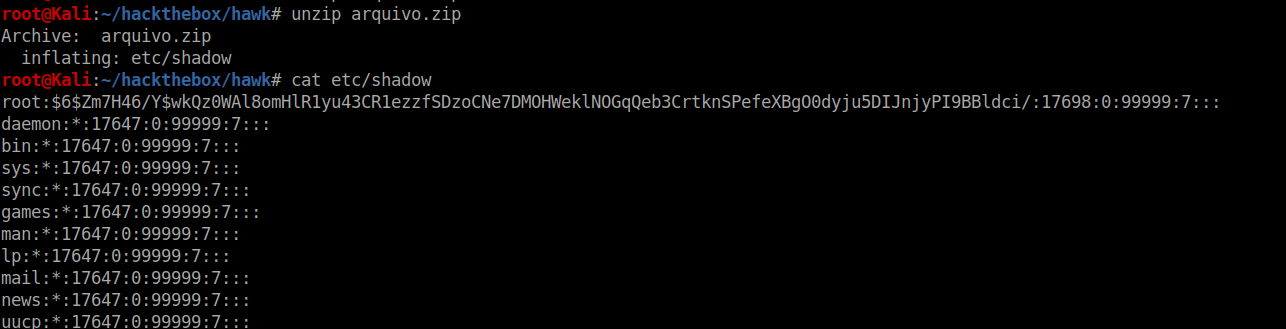 root@Kali:~/hackthebox/hawk# unzip arquivo.zip
Archive:  arquivo.zip
  inflating: etc/shadow
root@Kali:~/hackthebox/hawk# cat etc/shadow
root:$6$Zm7H46/Y$wkQz0WAl8omHlR1yu43CR1ezzfSDzoCNe7DMOHWeklNOGqQeb3CrtknSPefeXBgO0dyju5DIJnjyPI9BBldci/:17698:0:99999:7:::
daemon:*:17647:0:99999:7:::
bin:*:17647:0:99999:7:::
sys:*:17647:0:99999:7:::
sync:*:17647:0:99999:7:::
games:*:17647:0:99999:7:::
man:*:17647:0:99999:7:::
lp:*:17647:0:99999:7:::
mail:*:17647:0:99999:7:::
news:*:17647:0:99999:7:::
uucp:*:17647:0:99999:7:::